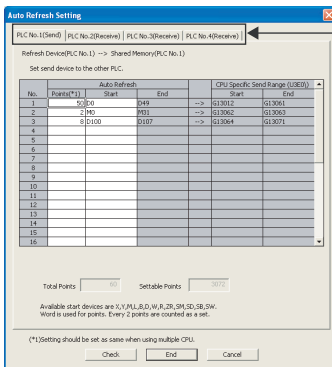 Auto Refresh Setting
PLC No.1(Send) PLC No.2(Receive) PLC No.3(Receive) PLC No.4(Receive)
Refresh Device(PLC No.1) --> Shared Memory(PLC No.1)
Set send device to the other PLC.
Auto Refresh CPU Specific Send Range (U3E0\)
No. Points(*1) Start End Start End
1 50 D0 D49 --> G13012 G13061
2 2 M0 M31 --> G13062 G13063
3 8 D100 D107 --> G13064 G13071
4
5
6
7
8
9
10
11
12
13
14
15
16
Total Points 60 Settable Points 3072
Available start devices are X,Y,M,L,B,D,W,R,ZR,SM,SD,SB,SW.
Word is used for points. Every 2 points are counted as a set.
(*1)Setting should be set as same when using multiple CPU.
Check End Cancel